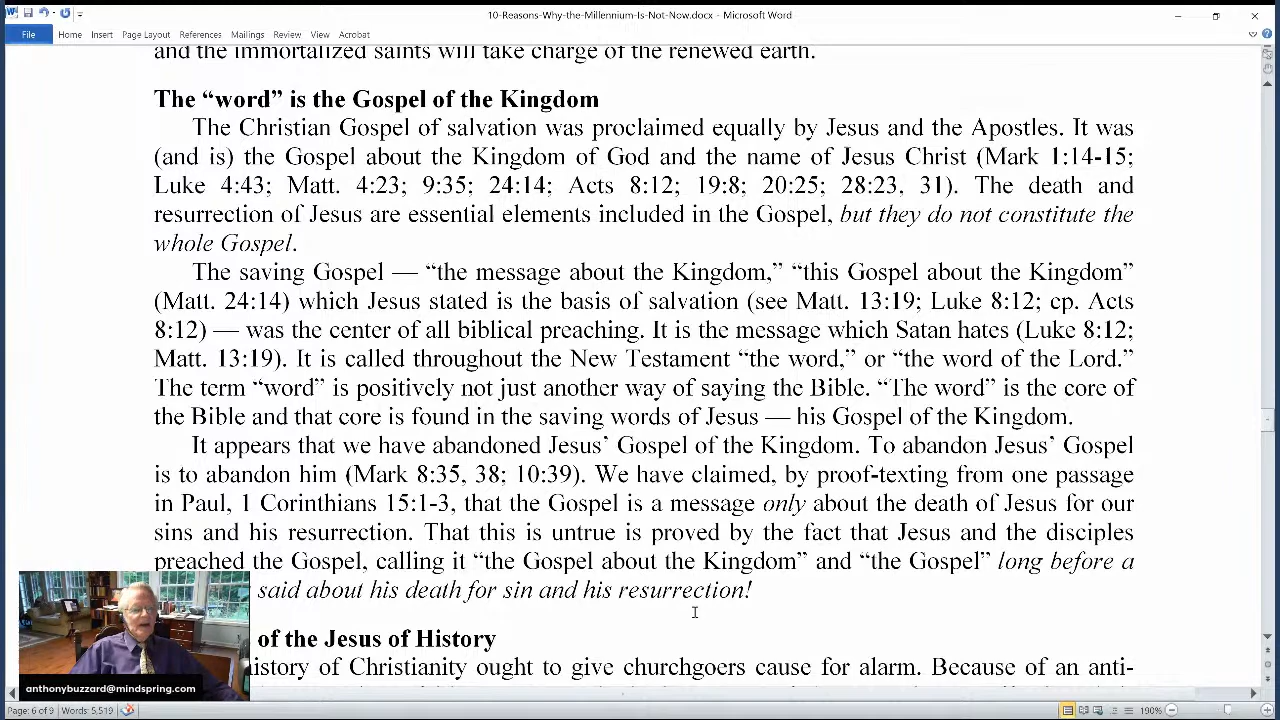 10-Reasons-Why-the-Millennium-Is-Not-Now.docx - Microsoft Word
File Home Insert Page Layout References Mailings Review View Acrobat
and the immortalized saints will take charge of the renewed earth.
The “word” is the Gospel of the Kingdom
The Christian Gospel of salvation was proclaimed equally by Jesus and the Apostles. It was
(and is) the Gospel about the Kingdom of God and the name of Jesus Christ (Mark 1:14-15;
Luke 4:43; Matt. 4:23; 9:35; 24:14; Acts 8:12; 19:8; 20:25; 28:23, 31). The death and
resurrection of Jesus are essential elements included in the Gospel, but they do not constitute the
whole Gospel.
The saving Gospel — “the message about the Kingdom,” “this Gospel about the Kingdom”
(Matt. 24:14) which Jesus stated is the basis of salvation (see Matt. 13:19; Luke 8:12; cp. Acts
8:12) — was the center of all biblical preaching. It is the message which Satan hates (Luke 8:12;
Matt. 13:19). It is called throughout the New Testament “the word,” or “the word of the Lord.”
The term “word” is positively not just another way of saying the Bible. “The word” is the core of
the Bible and that core is found in the saving words of Jesus — his Gospel of the Kingdom.
It appears that we have abandoned Jesus’ Gospel of the Kingdom. To abandon Jesus’ Gospel
is to abandon him (Mark 8:35, 38; 10:39). We have claimed, by proof-texting from one passage
in Paul, 1 Corinthians 15:1-3, that the Gospel is a message only about the death of Jesus for our
sins and his resurrection. That this is untrue is proved by the fact that Jesus and the disciples
preached the Gospel, calling it “the Gospel about the Kingdom” and “the Gospel” long before a
said about his death for sin and his resurrection!
of the Jesus of History
istory of Christianity ought to give churchgoers cause for alarm. Because of an anti-
anthonybuzzard@mindspring.com
Page: 6 of 9 Words: 5,519 190%